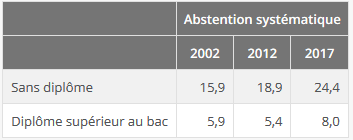 Abstention systématique
2002 2012 2017
Sans diplôme 15,9 18,9 24,4
Diplôme supérieur au bac 5,9 5,4 8,0